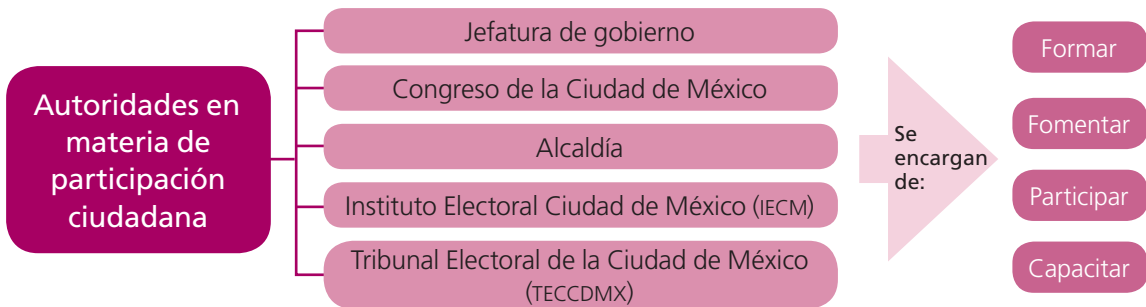 Autoridades en
materia de
participación
ciudadana
Jefatura de gobierno
Congreso de la Ciudad de México
Alcaldía
Instituto Electoral Ciudad de México (IECM)
Tribunal Electoral de la Ciudad de México
(TECCDMX)
Se
encargan
de:
Formar
Fomentar
Participar
Capacitar